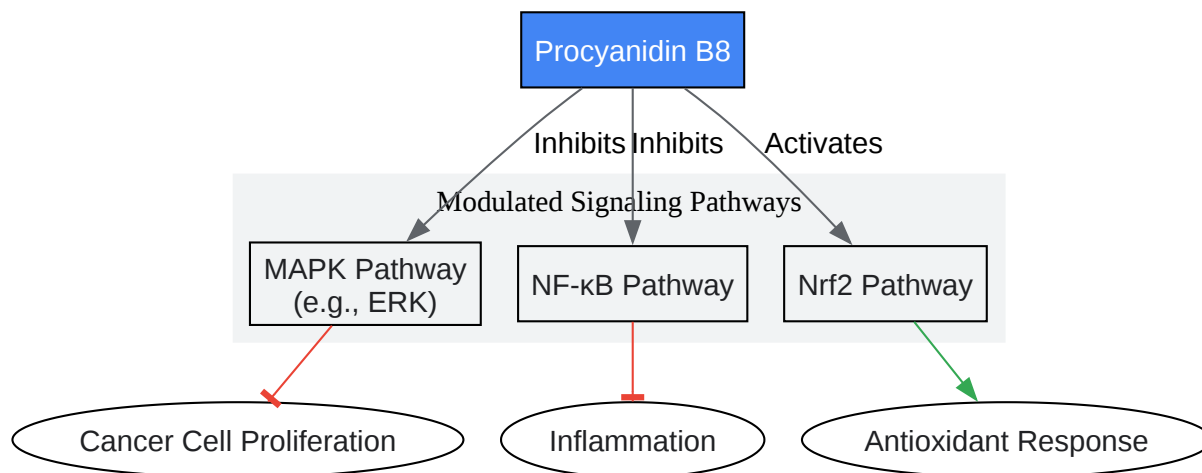 Procyanidin B8
Inhibits
Inhibits
Activates
Modulated Signaling Pathways
MAPK Pathway
(e.g., ERK)
NF-κB Pathway
Nrf2 Pathway
Cancer Cell Proliferation
Inflammation
Antioxidant Response